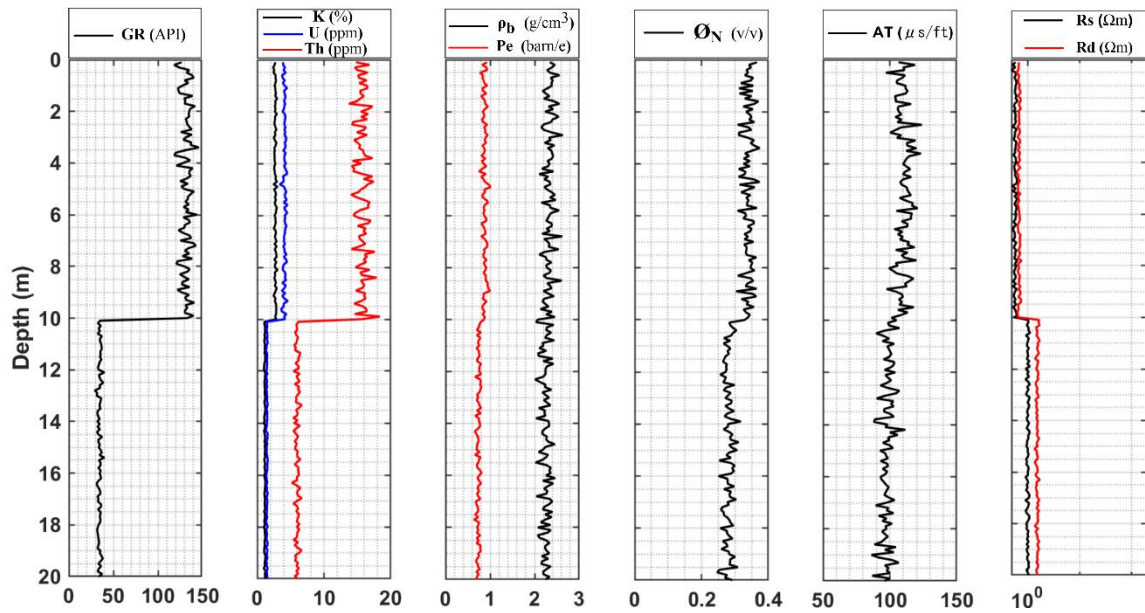 GR (API)
K (%)
U (ppm)
Th (ppm)
ρb (g/cm³)
Pe (barn/e)
ØN (v/v)
AT (μs/ft)
Rs (Ωm)
Rd (Ωm)
Depth (m)
0
2
4
6
8
10
12
14
16
18
20
0 50 100 150
0 10 20
0 1 2 3
0 0.2 0.4
50 100 150
10⁰